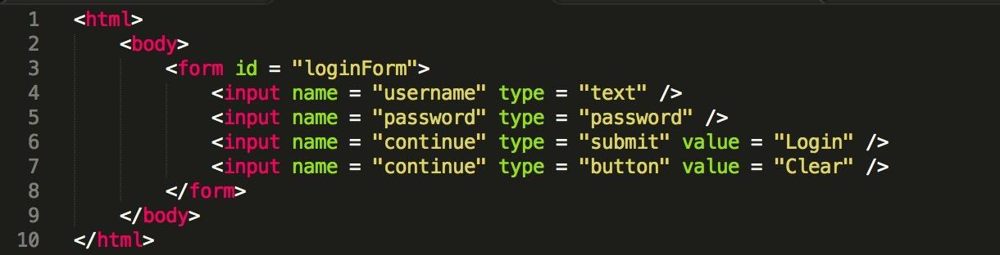 1 <html>
2 <body>
3 <form id = "loginForm">
4 <input name = "username" type = "text" />
5 <input name = "password" type = "password" />
6 <input name = "continue" type = "submit" value = "Login" />
7 <input name = "continue" type = "button" value = "Clear" />
8 </form>
9 </body>
10 </html>